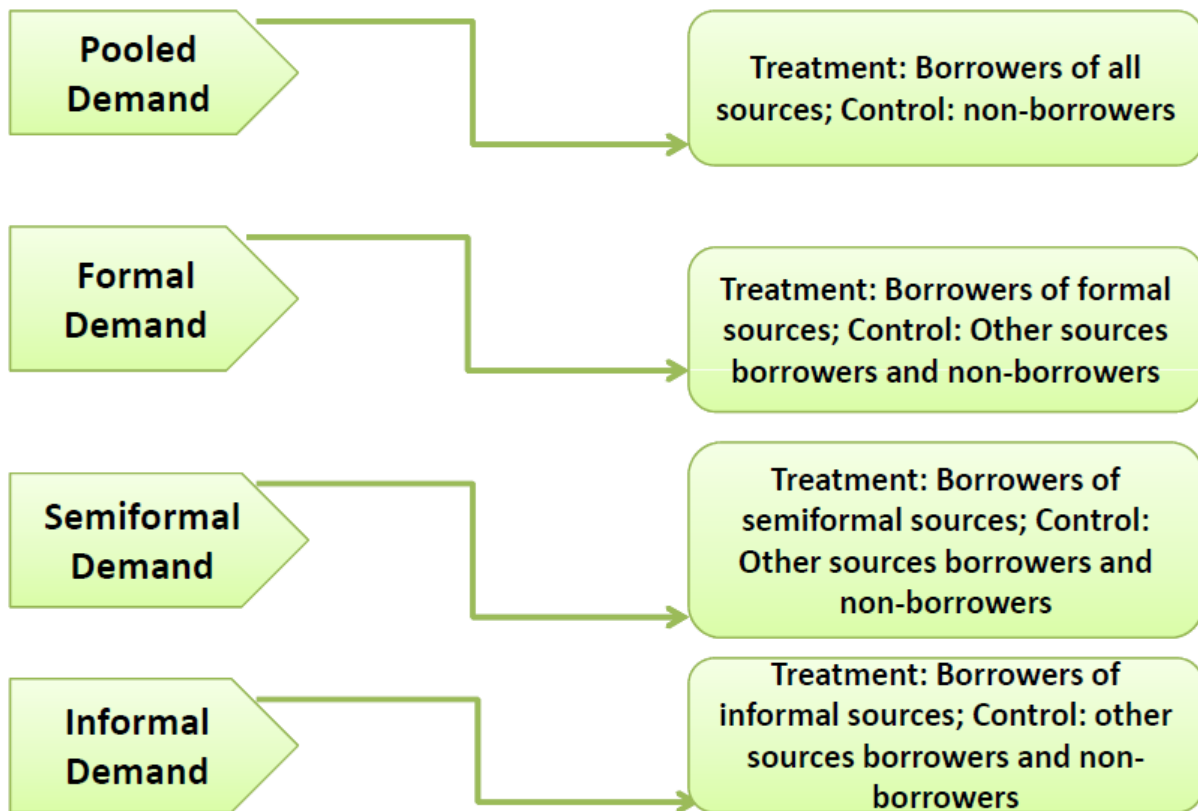 Pooled
Demand
Treatment: Borrowers of all
sources; Control: non-borrowers
Formal
Demand
Treatment: Borrowers of formal
sources; Control: Other sources
borrowers and non-borrowers
Semiformal
Demand
Treatment: Borrowers of
semiformal sources; Control:
Other sources borrowers and
non-borrowers
Informal
Demand
Treatment: Borrowers of
informal sources; Control: other
sources borrowers and non-
borrowers